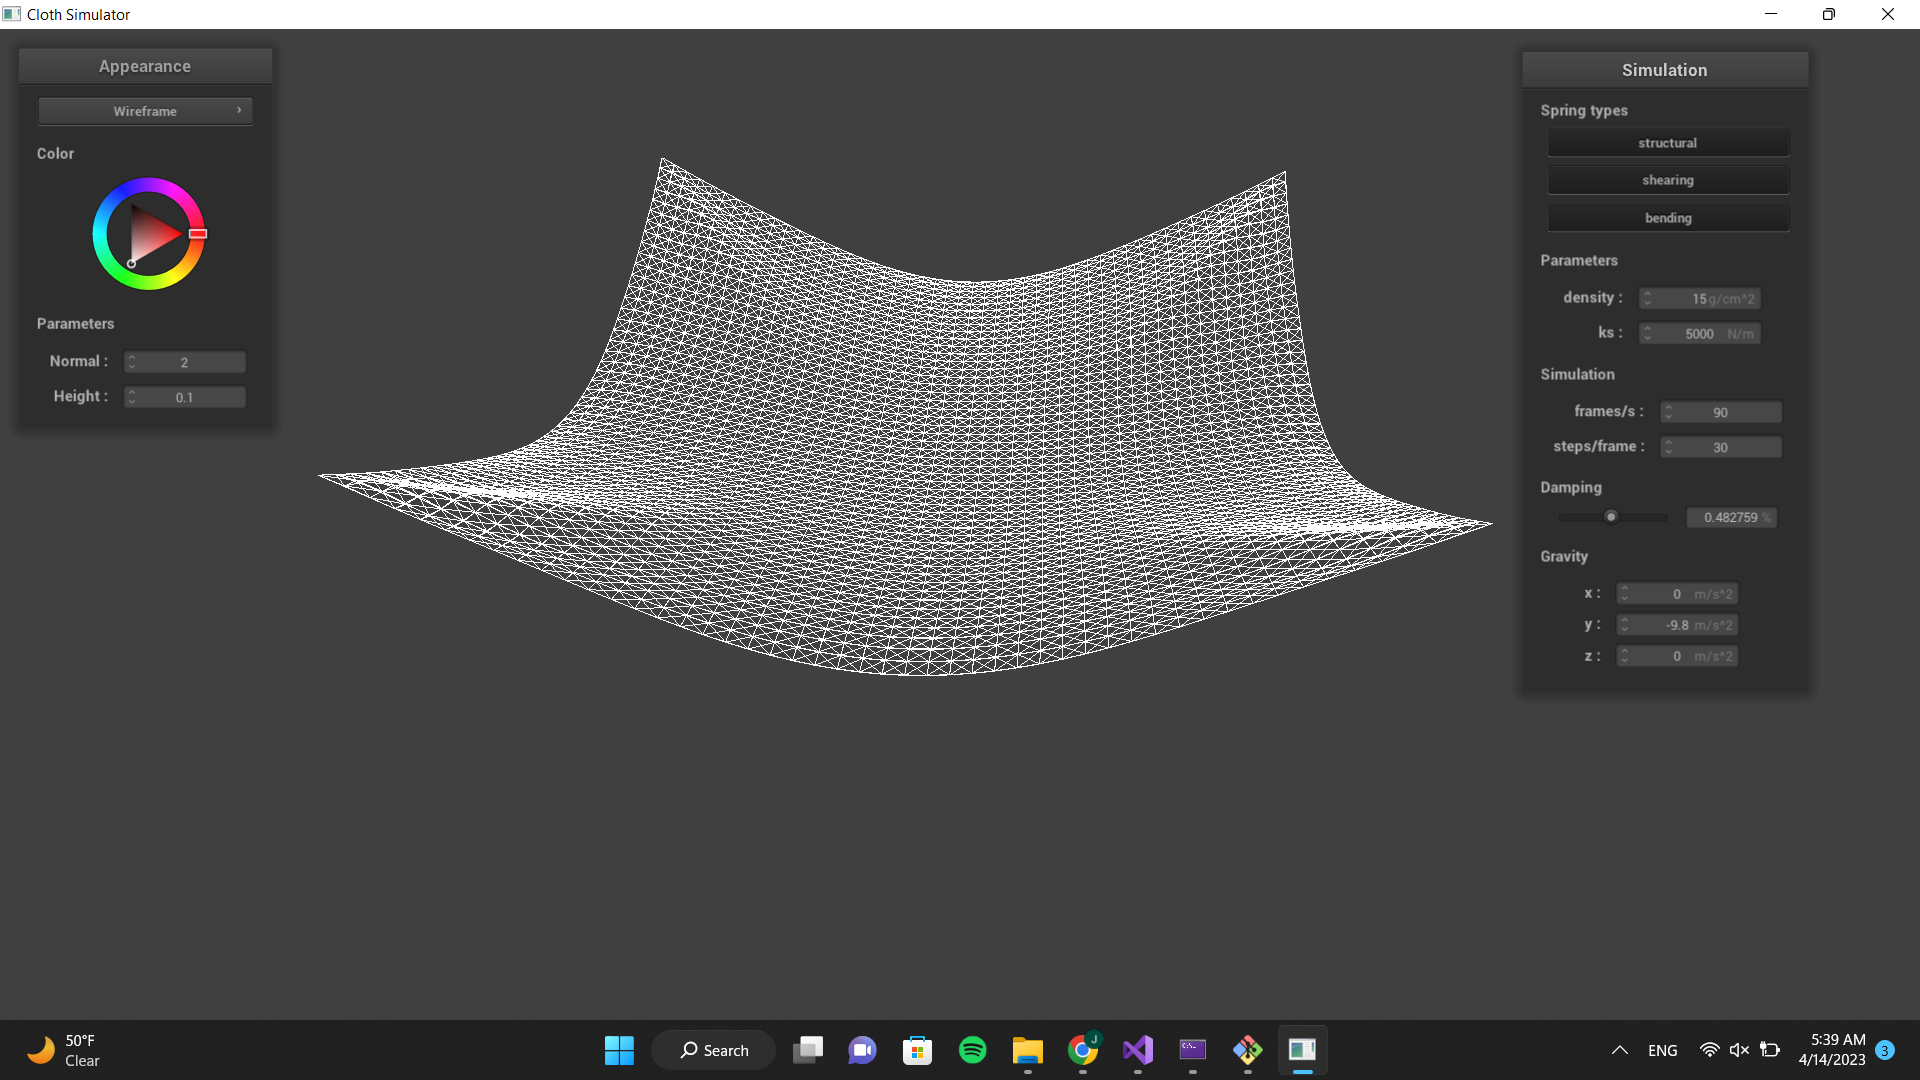 Cloth Simulator
Appearance
Wireframe
Color
Parameters
Normal : 2
Height : 0.1
Simulation
Spring types
structural
shearing
bending
Parameters
density : 15 g/cm^2
ks : 5000 N/m
Simulation
frames/s : 90
steps/frame : 30
Damping
0.482759 %
Gravity
x : 0 m/s^2
y : -9.8 m/s^2
z : 0 m/s^2
50°F
Clear
Search
J
C:\_
ENG
5:39 AM
4/14/2023
3